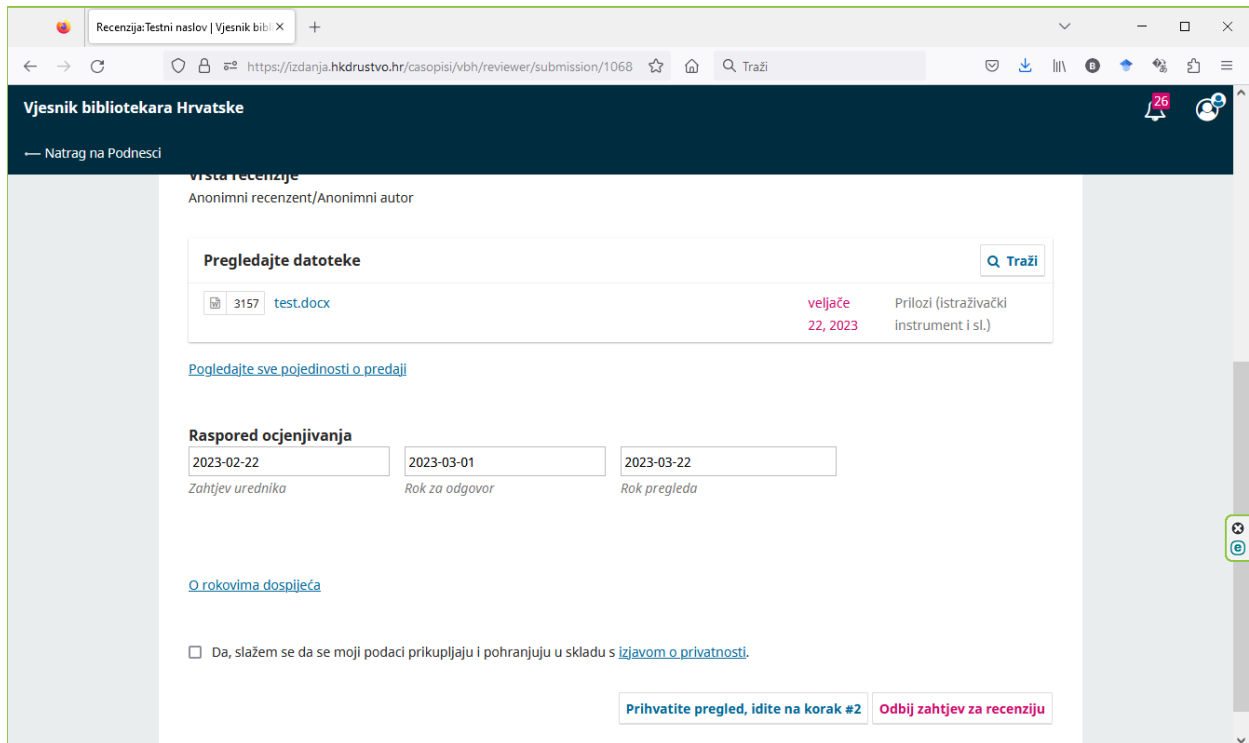 Recenzija:Testni naslov | Vjesnik bibli
https://izdanja.hkdrustvo.hr/casopisi/vbh/reviewer/submission/1068
Traži
Vjesnik bibliotekara Hrvatske
26
⟵ Natrag na Podnesci
Vrsta recenzije
Anonimni recenzent/Anonimni autor
Pregledajte datoteke
Traži
3157 test.docx veljače Prilozi (istraživački
22, 2023 instrument i sl.)
Pogledajte sve pojedinosti o predaji
Raspored ocjenjivanja
2023-02-22 2023-03-01 2023-03-22
Zahtjev urednika Rok za odgovor Rok pregleda
O rokovima dospijeća
Da, slažem se da se moji podaci prikupljaju i pohranjuju u skladu s izjavom o privatnosti.
Prihvatite pregled, idite na korak #2 Odbij zahtjev za recenziju